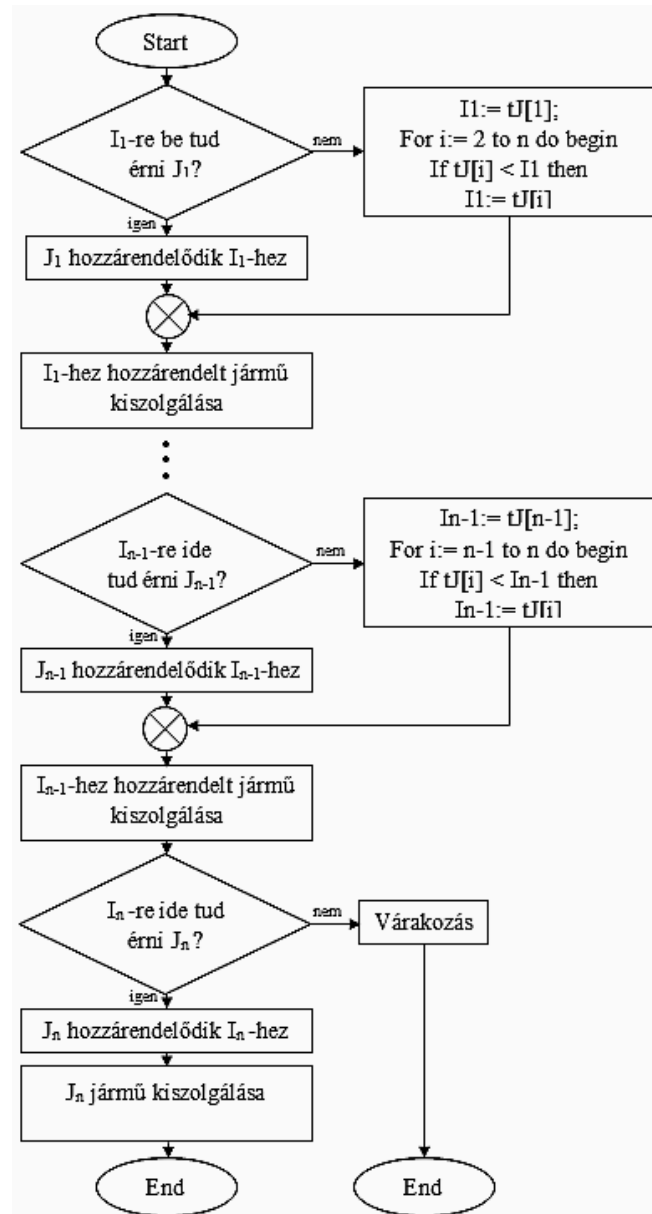 Start
I₁-re be tud
érni J₁?
nem
I1:= tJ[1];
For i:= 2 to n do begin
If tJ[i] < I1 then
I1:= tJ[i]
igen
J₁ hozzárendelődik I₁-hez
I₁-hez hozzárendelt jármű
kiszolgálása
Iₙ₋₁-re ide
tud érni Jₙ₋₁?
nem
In-1:= tJ[n-1];
For i:= n-1 to n do begin
If tJ[i] < In-1 then
In-1:= tJ[i]
igen
Jₙ₋₁ hozzárendelődik Iₙ₋₁-hez
Iₙ₋₁-hez hozzárendelt jármű
kiszolgálása
Iₙ-re ide tud
érni Jₙ?
nem
Várakozás
igen
Jₙ hozzárendelődik Iₙ-hez
Jₙ jármű kiszolgálása
End
End